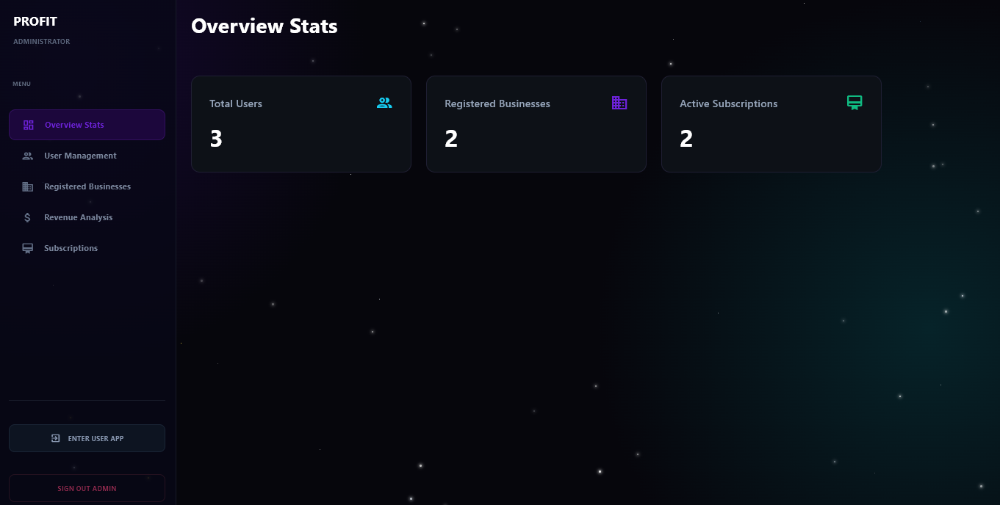 PROFIT
ADMINISTRATOR
MENU
Overview Stats
User Management
Registered Businesses
Revenue Analysis
Subscriptions
ENTER USER APP
SIGN OUT ADMIN
Overview Stats
Total Users
3
Registered Businesses
2
Active Subscriptions
2